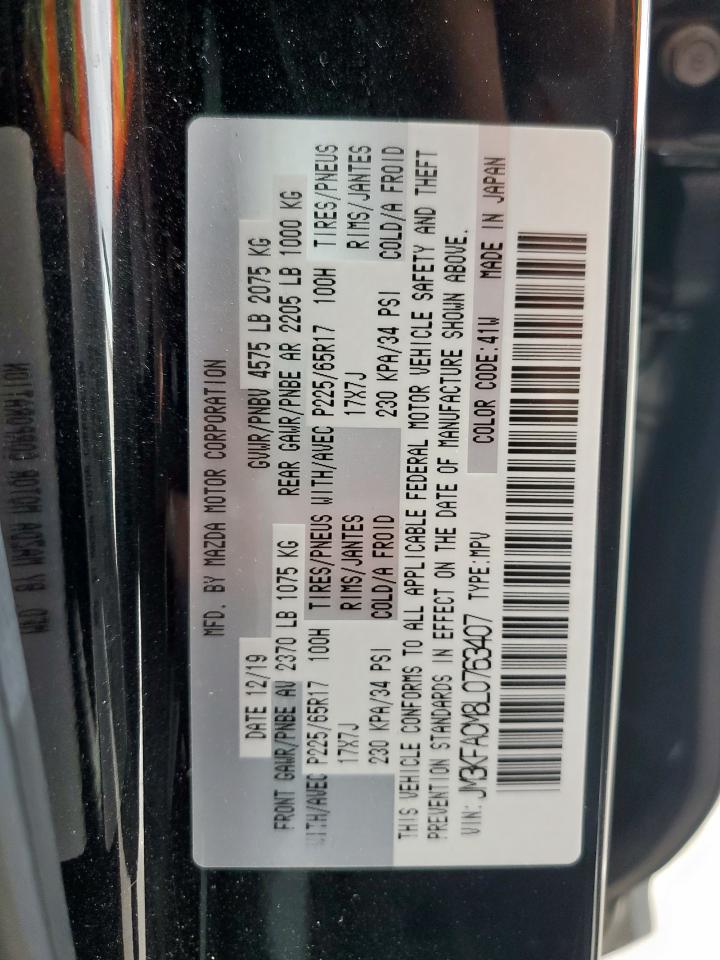 MFD. BY MAZDA MOTOR CORPORATION
DATE 12/19 GVWR/PNBV 4575 LB 2075 KG
FRONT GAWR/PNBE AV 2370 LB 1075 KG REAR GAWR/PNBE AR 2205 LB 1000 KG
WITH/AVEC P225/65R17 100H TIRES/PNEUS WITH/AVEC P225/65R17 100H TIRES/PNEUS
17X7J RIMS/JANTES 17X7J RIMS/JANTES
230 KPA/34 PSI COLD/A FROID 230 KPA/34 PSI COLD/A FROID
THIS VEHICLE CONFORMS TO ALL APPLICABLE FEDERAL MOTOR VEHICLE SAFETY AND THEFT
PREVENTION STANDARDS IN EFFECT ON THE DATE OF MANUFACTURE SHOWN ABOVE.
VIN: JM3KFA0M8L0763407 TYPE:MPV COLOR CODE:41W MADE IN JAPAN